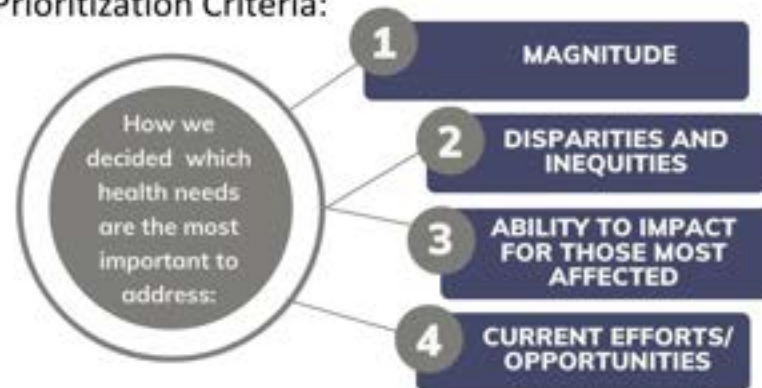 Prioritization Criteria:
How we
decided which
health needs
are the most
important to
address:
1
MAGNITUDE
2
DISPARITIES AND
INEQUITIES
3
ABILITY TO IMPACT
FOR THOSE MOST
AFFECTED
4
CURRENT EFFORTS/
OPPORTUNITIES